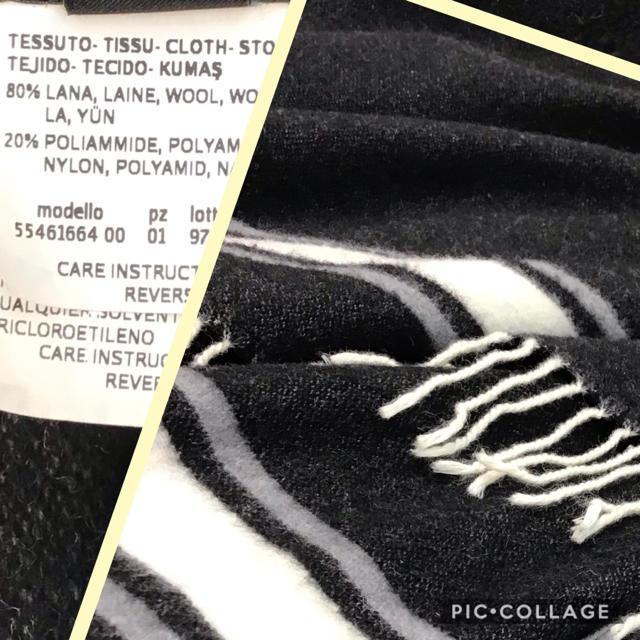 TESSUTO- TISSU- CLOTH- STO
TEJIDO- TECIDO- KUMAŞ
80% LANA, LAINE, WOOL, WO
LA, YÜN
20% POLIAMMIDE, POLYAM
NYLON, POLYAMID, N
modello pz lott
55461664 00 01 97
CARE INSTRUCT
REVERS
UALQUIER SOLVENT
RICLOROETILENO
CARE INSTRUC
REVE
PIC•COLLAGE